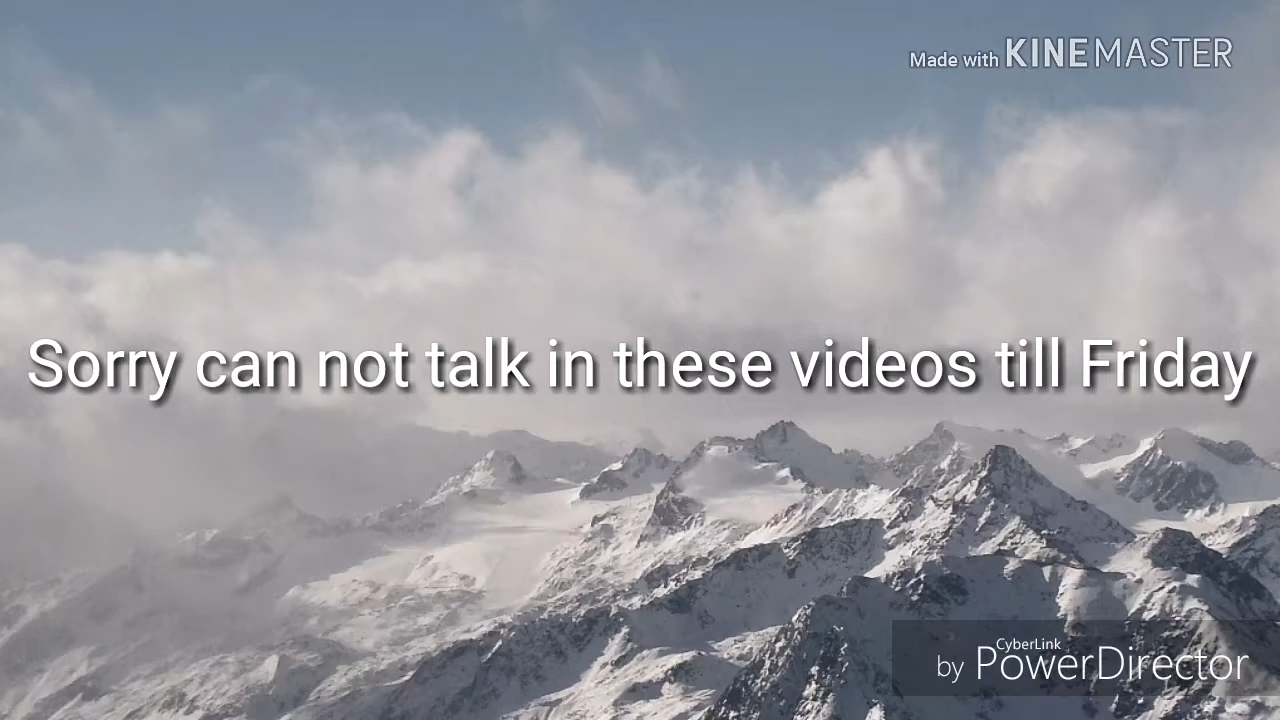 Made with KINEMASTER
Sorry can not talk in these videos till Friday
CyberLink
by PowerDirector